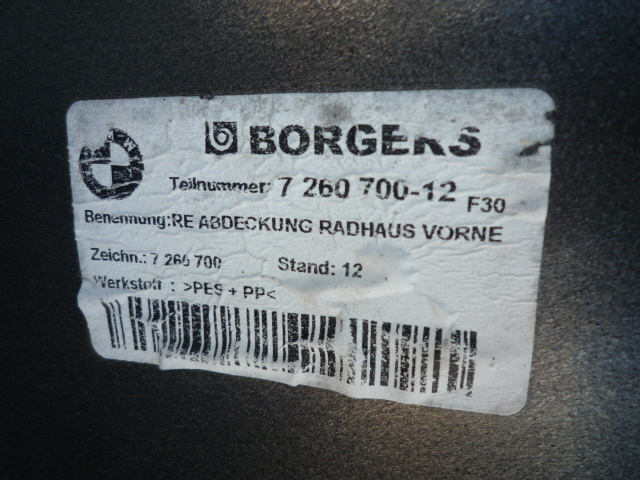 BORGERS
Teilnummer: 7 260 700-12 F30
Benennung:RE ABDECKUNG RADHAUS VORNE
Zeichn.: 7 260 700 Stand: 12
Werkstoff : >PES + PP<